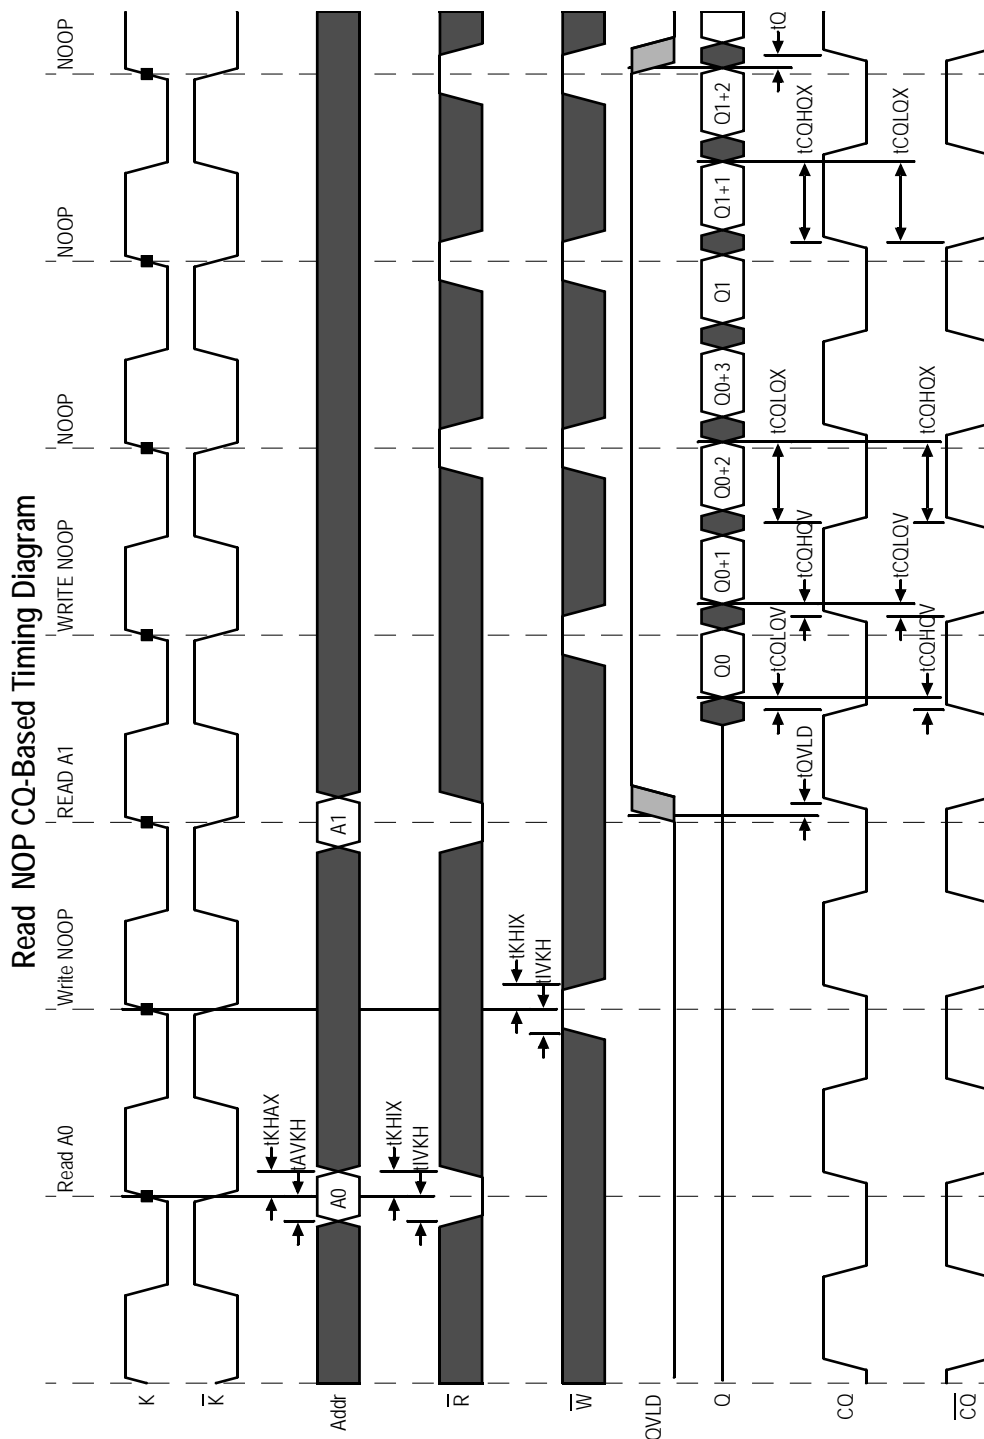 Read NOP CQ-Based Timing Diagram
Read A0
Write NOOP
READ A1
WRITE NOOP
NOOP
NOOP
NOOP
K
K
tKHAX
tAVKH
Addr
A0
A1
tKHIX
tIVKH
R
tKHIX
tIVKH
W
QVLD
Q
Q0
Q0+1
Q0+2
Q0+3
Q1
Q1+1
Q1+2
tCQLQV
tCQLQX
tQ
tQVLD
tCQHQV
tCQHQX
CQ
tCQLQV
tCQLQX
tCQHQV
tCQHQX
CQ